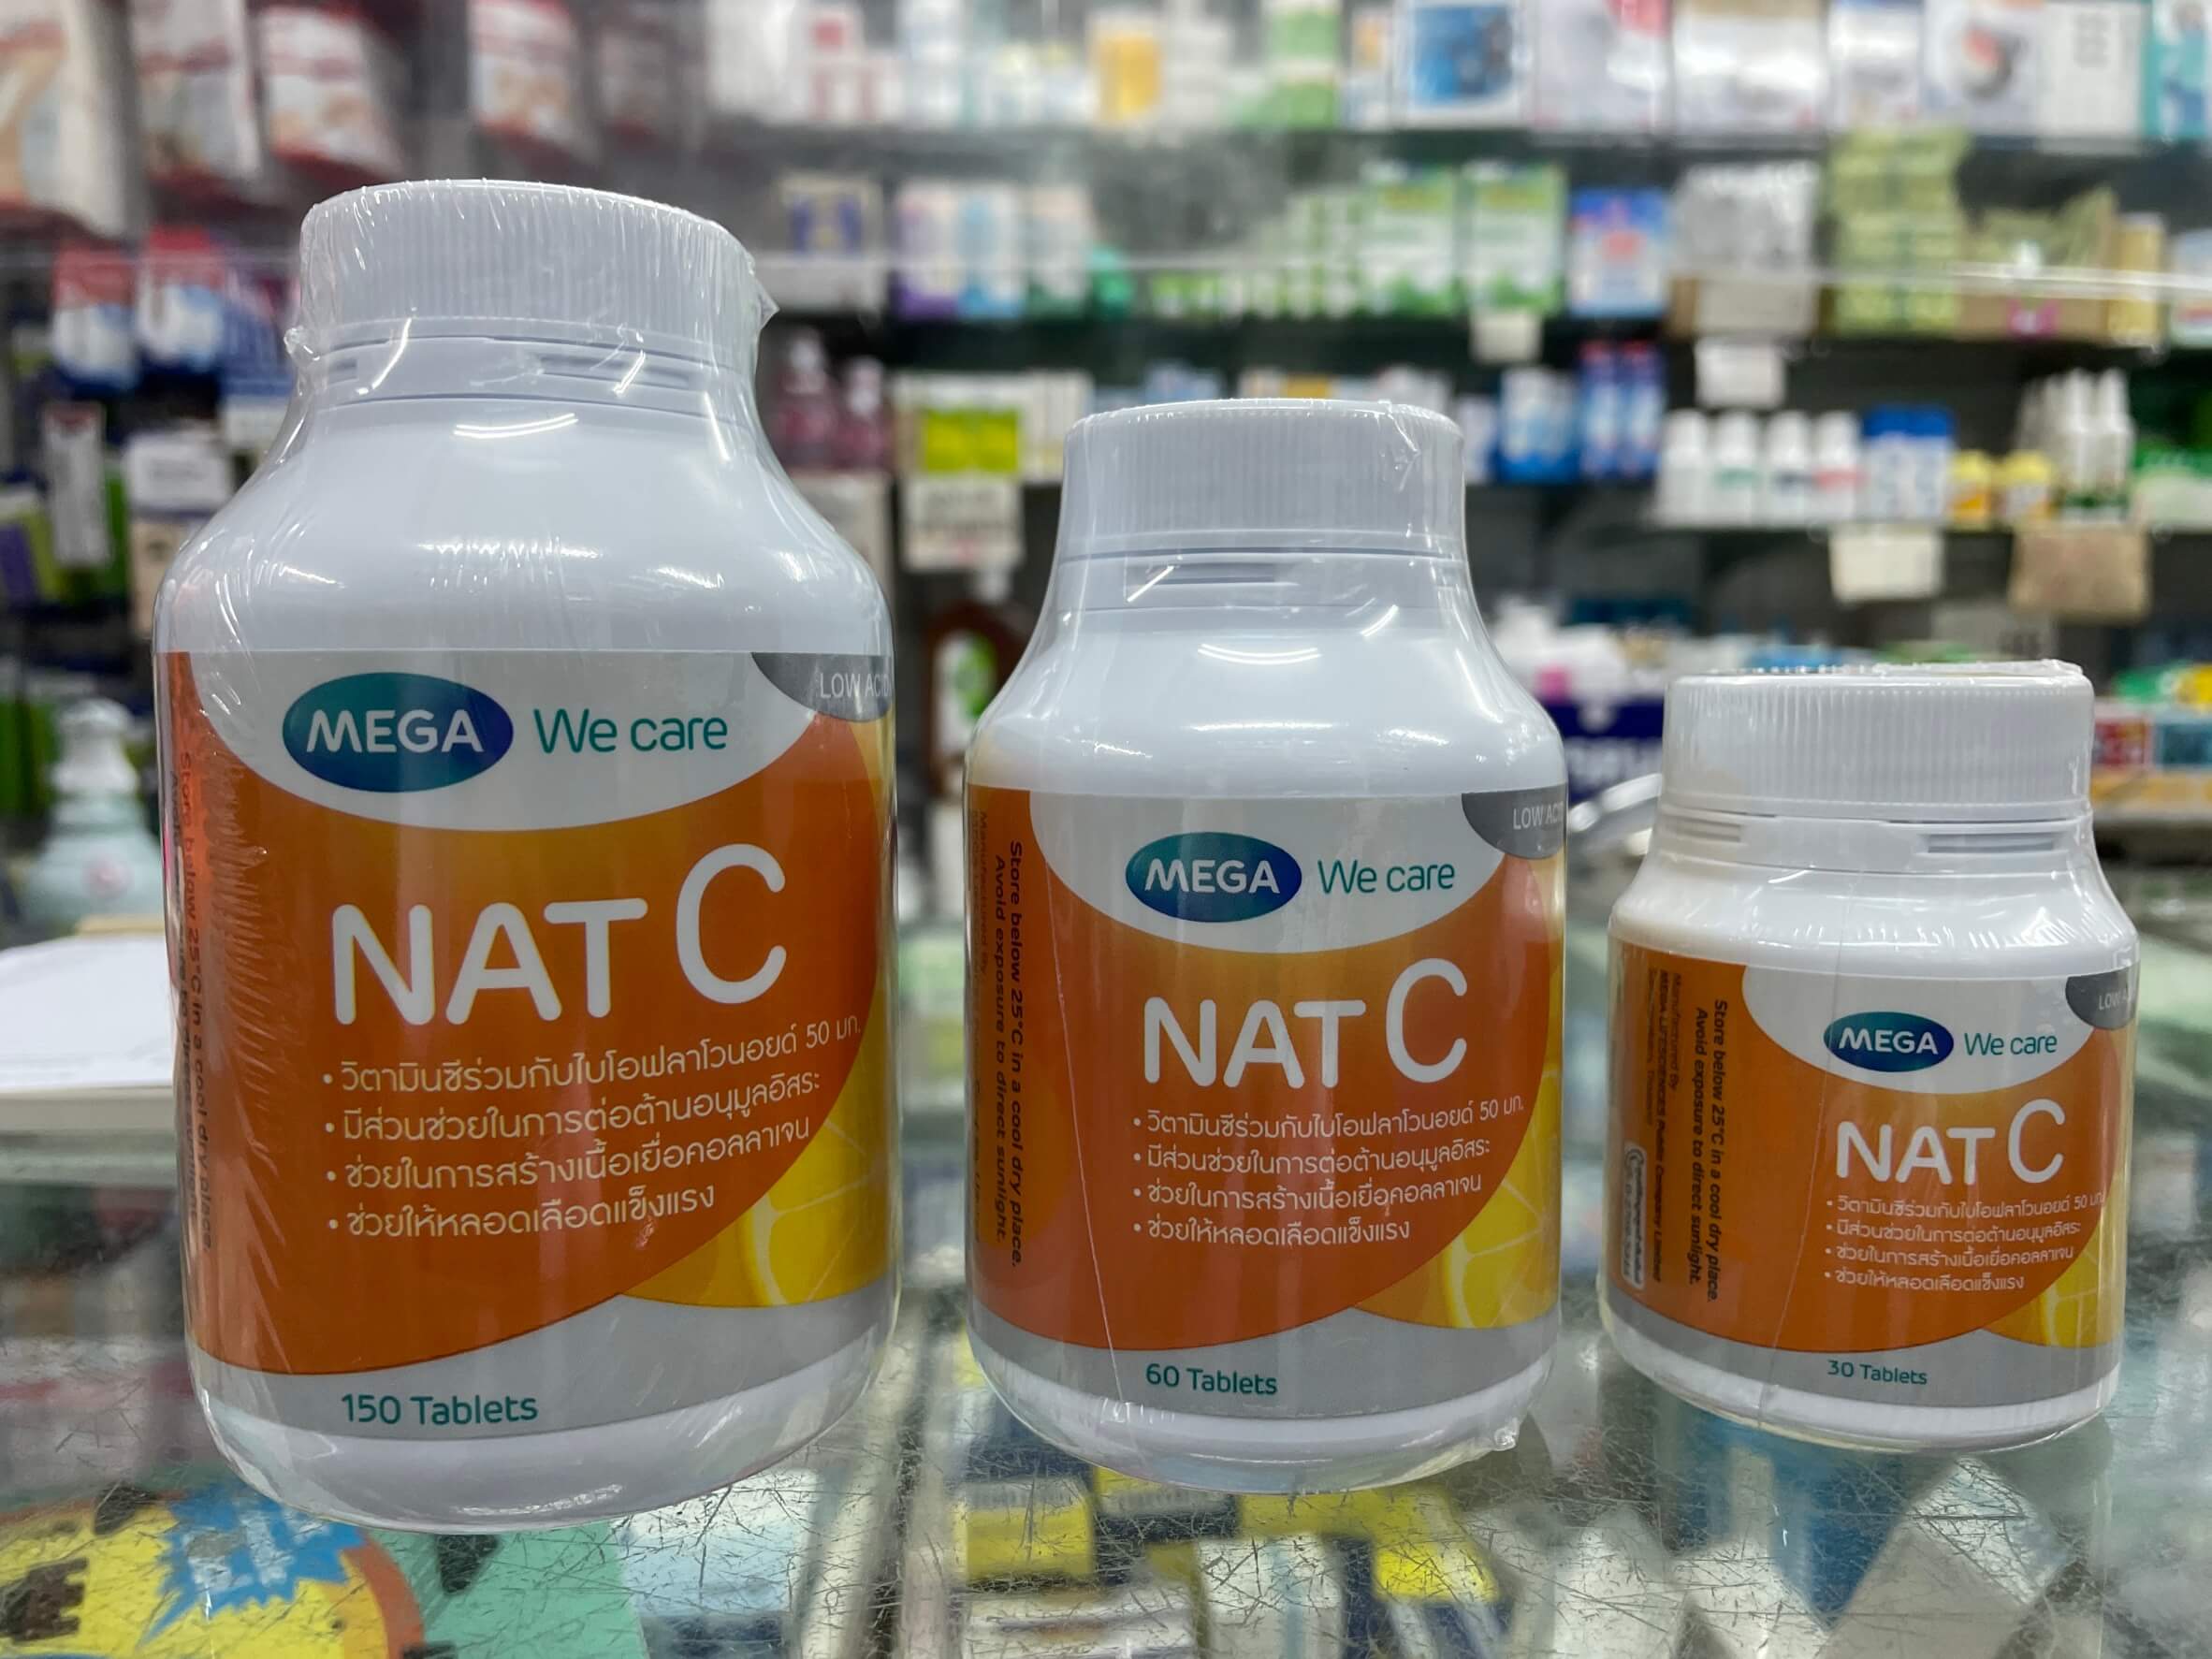 LOW ACID
MEGA We care
NAT C
• วิตามินซีร่วมกับไบโอฟลาโวนอยด์ 50 มก.
• มีส่วนช่วยในการต่อต้านอนุมูลอิสระ
• ช่วยในการสร้างเนื้อเยื่อคอลลาเจน
• ช่วยให้หลอดเลือดแข็งแรง
150 Tablets
Store below 25°C in a cool dry place.
LOW ACID
MEGA We care
NAT C
• วิตามินซีร่วมกับไบโอฟลาโวนอยด์ 50 มก.
• มีส่วนช่วยในการต่อต้านอนุมูลอิสระ
• ช่วยในการสร้างเนื้อเยื่อคอลลาเจน
• ช่วยให้หลอดเลือดแข็งแรง
60 Tablets
Store below 25°C in a cool dry place.
Avoid exposure to direct sunlight.
Manufactured By
LOW
MEGA We care
NAT C
• วิตามินซีร่วมกับไบโอฟลาโวนอยด์ 50 มก.
• มีส่วนช่วยในการต่อต้านอนุมูลอิสระ
• ช่วยในการสร้างเนื้อเยื่อคอลลาเจน
• ช่วยให้หลอดเลือดแข็งแรง
30 Tablets
Store below 25°C in a cool dry place.
Avoid exposure to direct sunlight.
Manufactured By
MEGA LIFESCIENCES Public Company Limited